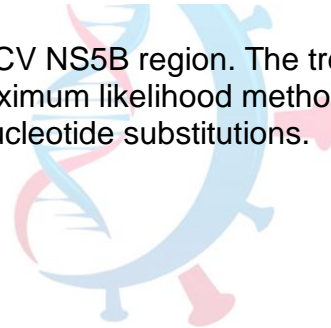 CV NS5B region. The tre
ximum likelihood metho
ucleotide substitutions.